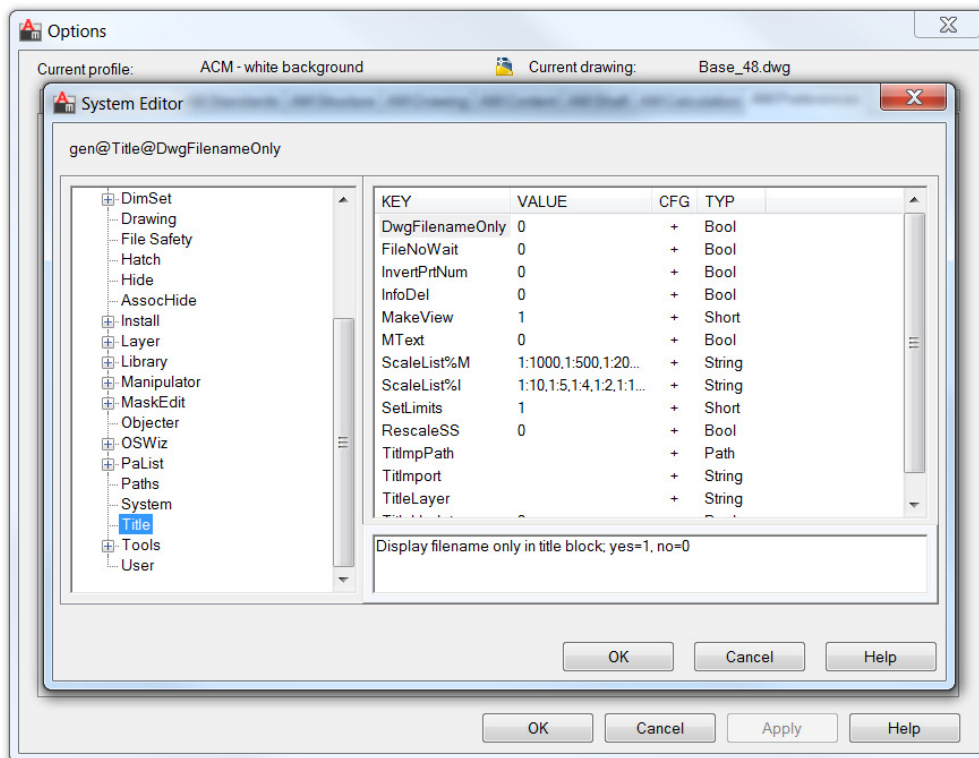 Options
Current profile: ACM - white background Current drawing: Base_48.dwg
System Editor
gen@Title@DwgFilenameOnly
DimSet
Drawing
File Safety
Hatch
Hide
AssocHide
Install
Layer
Library
Manipulator
MaskEdit
Objecter
OSWiz
PaList
Paths
System
Title
Tools
User
KEY VALUE CFG TYP
DwgFilenameOnly 0 + Bool
FileNoWait 0 + Bool
InvertPrtNum 0 + Bool
InfoDel 0 + Bool
MakeView 1 + Short
MText 0 + Bool
ScaleList%M 1:1000,1:500,1:20... + String
ScaleList%I 1:10,1:5,1:4,1:2,1:1... + String
SetLimits 1 + Short
RescaleSS 0 + Bool
TitImpPath + Path
TitImport + String
TitleLayer + String
Display filename only in title block; yes=1, no=0
OK Cancel Help
OK Cancel Apply Help